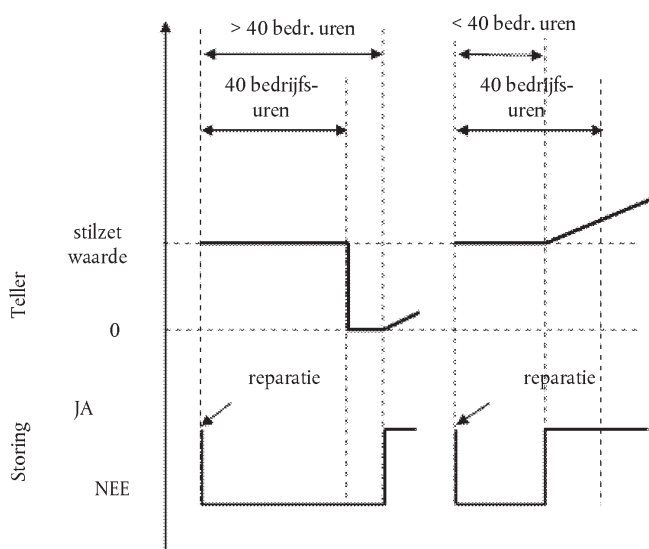 > 40 bedr. uren
< 40 bedr. uren
40 bedrijfs-
uren
40 bedrijfs-
uren
stilzet
waarde
Teller
0
reparatie
reparatie
JA
Storing
NEE